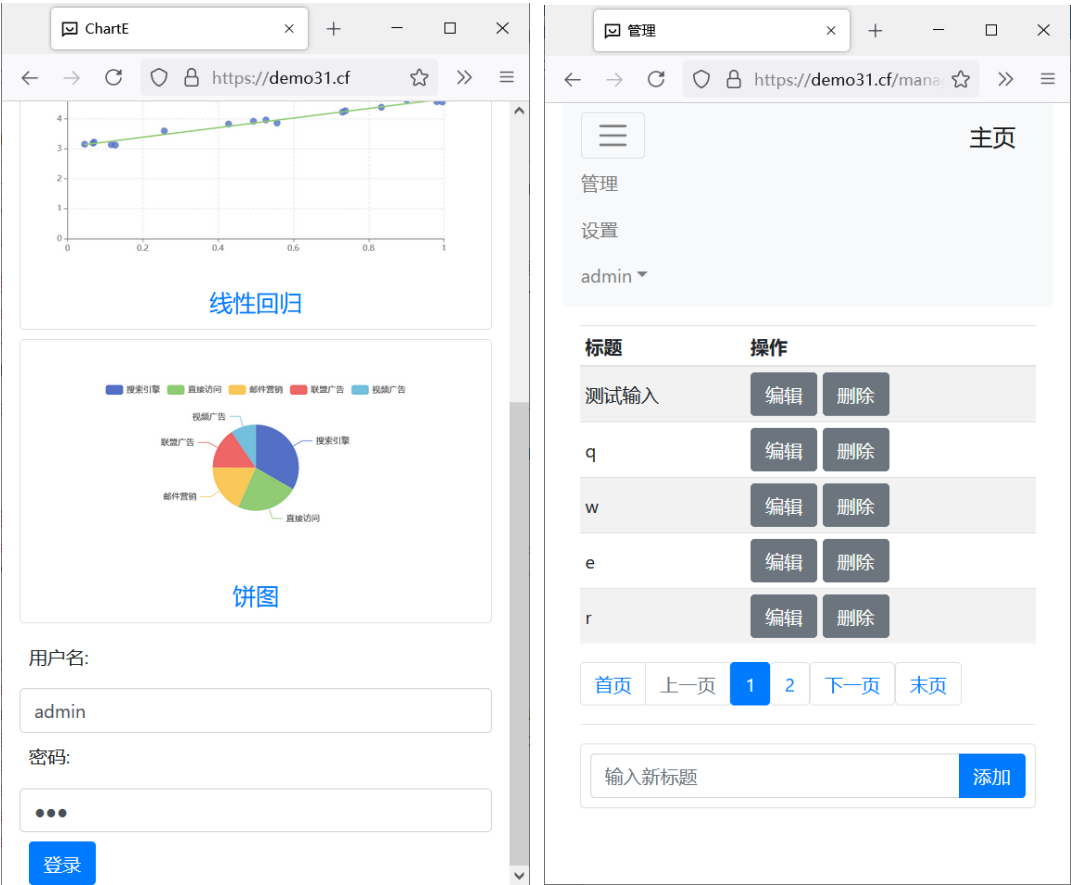 ChartE
https://demo31.cf
4
3
2
1
0
0 0.2 0.4 0.6 0.8 1
线性回归
搜索引擎 直接访问 邮件营销 联盟广告 视频广告
视频广告
联盟广告 搜索引擎
邮件营销
直接访问
饼图
用户名:
admin
密码:
登录
管理
https://demo31.cf/mana
主页
管理
设置
admin
标题 操作
测试输入 编辑 删除
q 编辑 删除
w 编辑 删除
e 编辑 删除
r 编辑 删除
首页 上一页 1 2 下一页 末页
输入新标题 添加